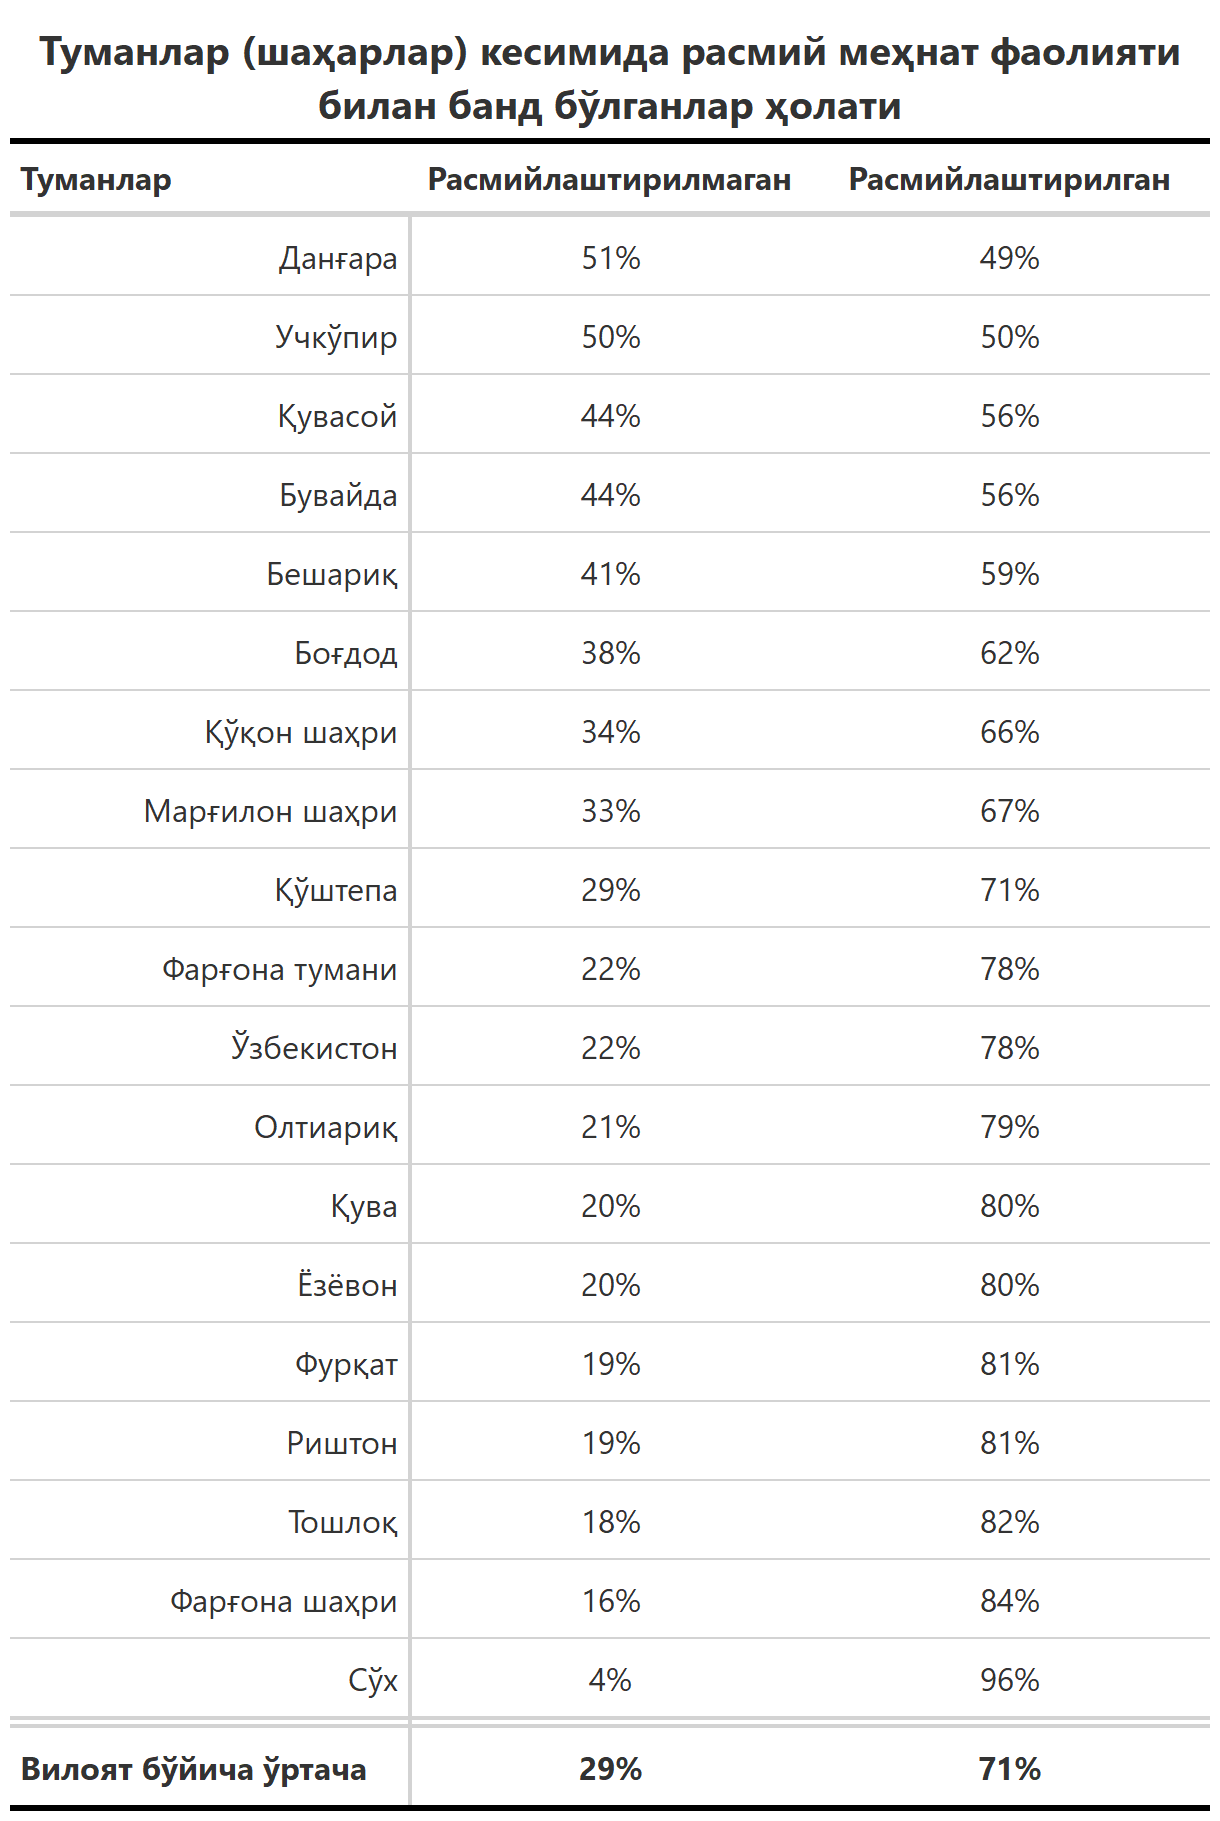 Туманлар (шаҳарлар) кесимида расмий меҳнат фаолияти
билан банд бўлганлар ҳолати
Туманлар Расмийлаштирилмаган Расмийлаштирилган
Данғара 51% 49%
Учкўпир 50% 50%
Қувасой 44% 56%
Бувайда 44% 56%
Бешариқ 41% 59%
Боғдод 38% 62%
Қўқон шаҳри 34% 66%
Марғилон шаҳри 33% 67%
Қўштепа 29% 71%
Фарғона тумани 22% 78%
Ўзбекистон 22% 78%
Олтиариқ 21% 79%
Қува 20% 80%
Ёзёвон 20% 80%
Фурқат 19% 81%
Риштон 19% 81%
Тошлоқ 18% 82%
Фарғона шаҳри 16% 84%
Сўх 4% 96%
Вилоят бўйича ўртача 29% 71%